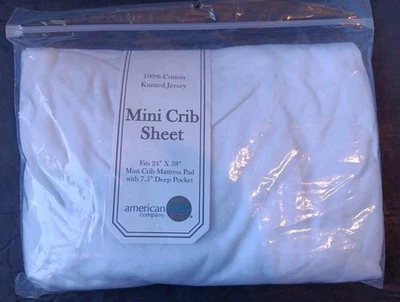 100% Cotton
Knitted Jersey
Mini Crib
Sheet
Fits 24" X 38"
Mini Crib Mattress Pad
with 7.5" Deep Pocket
american
company